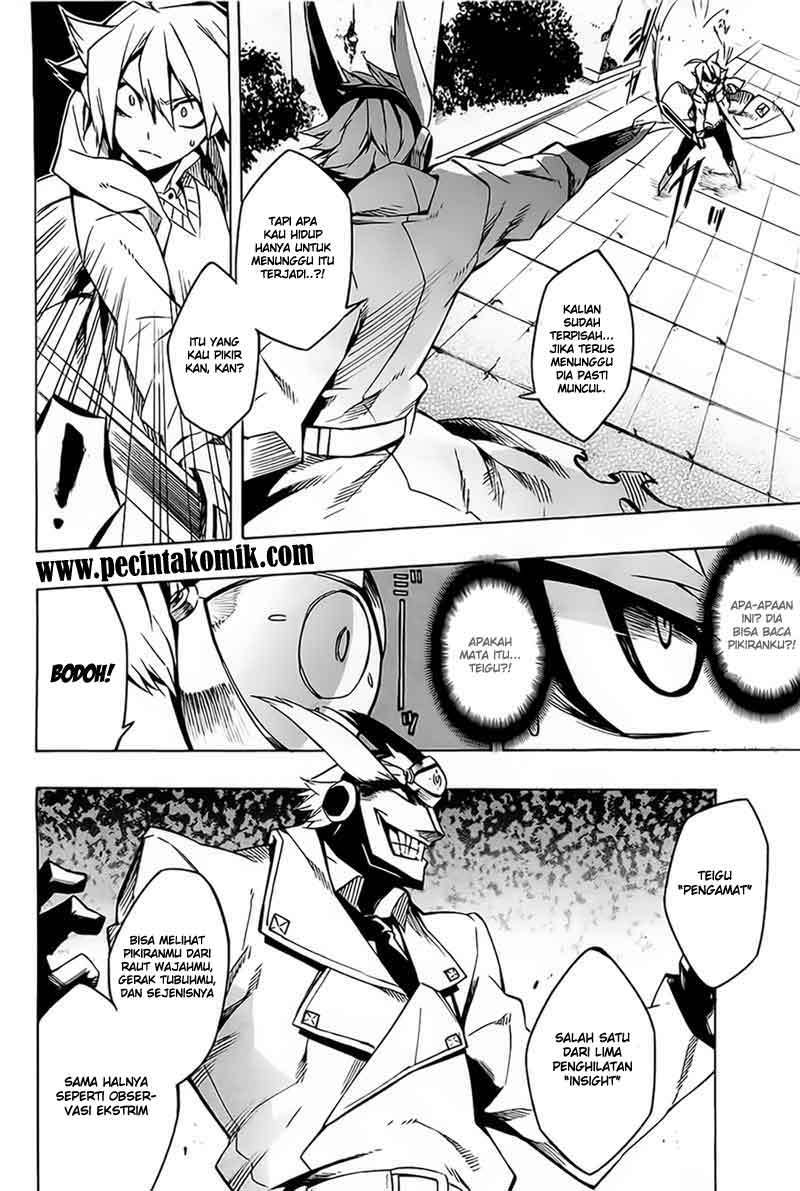 KALIAN
SUDAH
TERPISAH...
JIKA TERUS
MENUNGGU
DIA PASTI
MUNCUL.
TAPI APA
KAU HIDUP
HANYA UNTUK
MENUNGGU ITU
TERJADI..?!
ITU YANG
KAU PIKIR
KAN, KAN?
!
www.pecintakomik.com
APA-APAAN
INI? DIA
BISA BACA
PIKIRANKU?!
APAKAH
MATA ITU...
TEIGU?!
BODOH!
TEIGU
"PENGAMAT"
SALAH SATU
DARI LIMA
PENGHILATAN
"INSIGHT"
BISA MELIHAT
PIKIRANMU DARI
RAUT WAJAHMU,
GERAK TUBUHMU,
DAN SEJENISNYA
SAMA HALNYA
SEPERTI OBSER-
VASI EKSTRIM